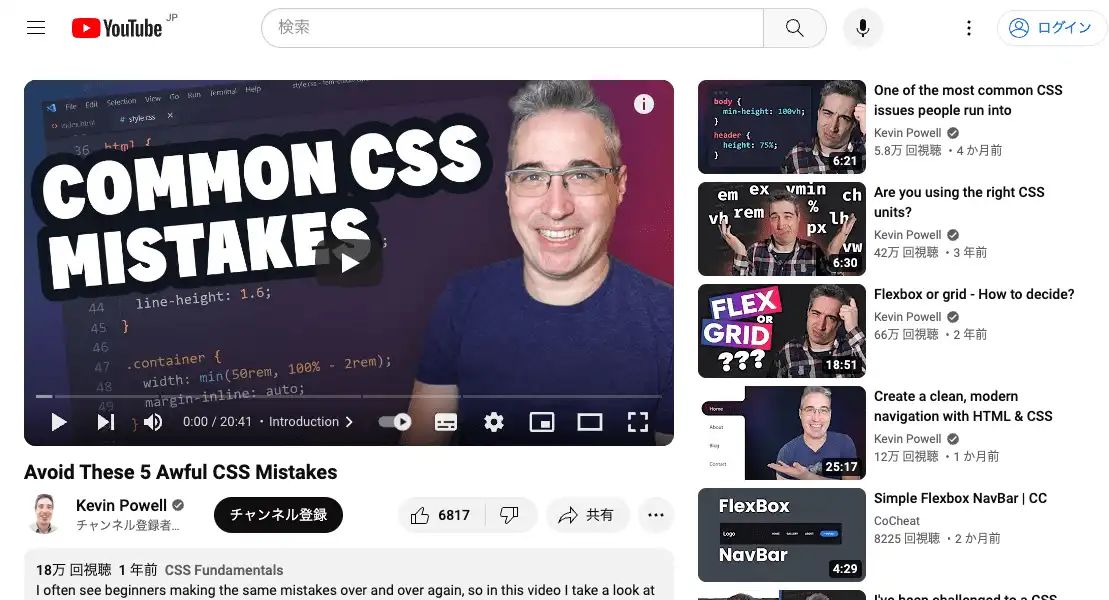 YouTube JP
検索
ログイン
File Edit Selection View Go Run Terminal Help
index.html
# style.css ×
36 html {
COMMON CSS
MISTAKES
44 line-height: 1.6;
45 }
46
47 .container {
48 width: min(50rem, 100% - 2rem);
49 margin-inline: auto;
}
0:00 / 20:41 • Introduction
Avoid These 5 Awful CSS Mistakes
Kevin Powell
チャンネル登録者...
チャンネル登録
6817
共有
18万 回視聴 1 年前 CSS Fundamentals
I often see beginners making the same mistakes over and over again, so in this video I take a look at
body {
min-height: 100vh;
}
header {
height: 75%;
}
6:21
One of the most common CSS
issues people run into
Kevin Powell
5.8万 回視聴 • 4 か月前
em ex vmin ch
vh rem % lh
px vw
6:30
Are you using the right CSS
units?
Kevin Powell
42万 回視聴 • 3 年前
FLEX
OR
GRID
???
18:51
Flexbox or grid - How to decide?
Kevin Powell
66万 回視聴 • 2 年前
Home
About
Blog
Contact
25:17
Create a clean, modern
navigation with HTML & CSS
Kevin Powell
12万 回視聴 • 1 か月前
FlexBox
Logo HOME GALLERY ABOUT
NavBar
4:29
Simple Flexbox NavBar | CC
CoCheat
8225 回視聴 • 2 か月前
I've been challenged to a CSS